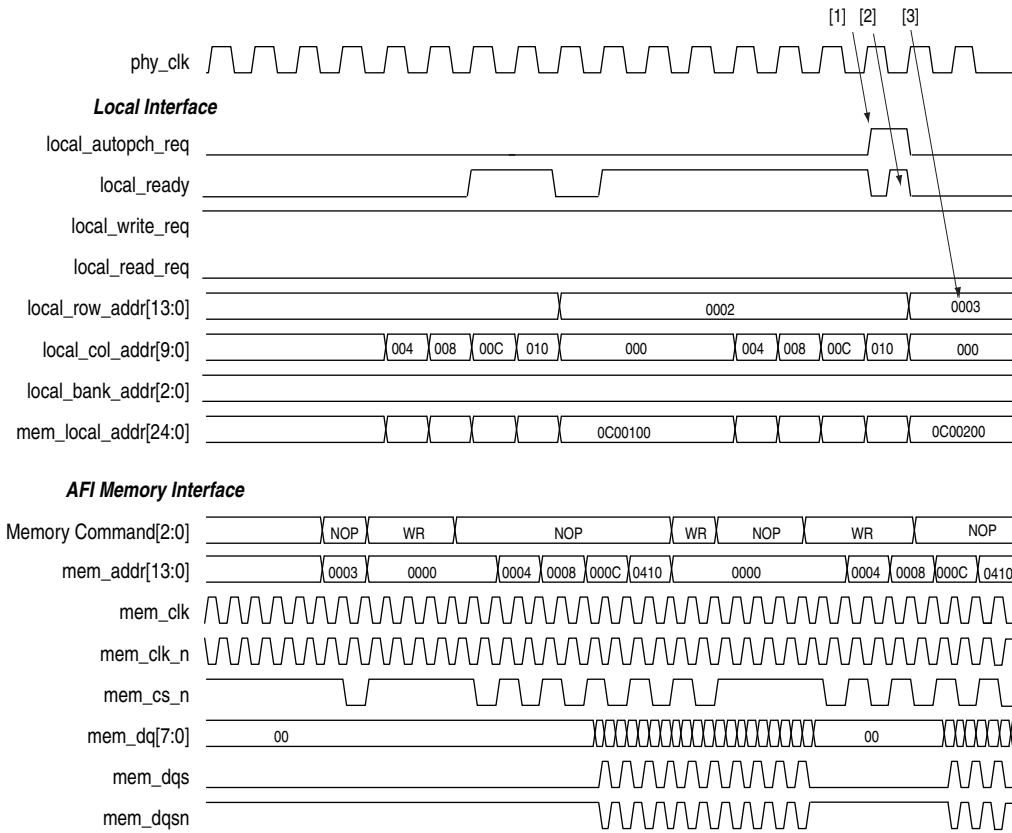 [1] [2] [3]
phy_clk
Local Interface
local_autopch_req
local_ready
local_write_req
local_read_req
local_row_addr[13:0] 0002 0003
local_col_addr[9:0] 004 008 00C 010 000 004 008 00C 010 000
local_bank_addr[2:0]
mem_local_addr[24:0] 0C00100 0C00200
AFI Memory Interface
Memory Command[2:0] NOP WR NOP WR NOP WR NOP
mem_addr[13:0] 0003 0000 0004 0008 000C 0410 0000 0004 0008 000C 0410
mem_clk
mem_clk_n
mem_cs_n
mem_dq[7:0] 00 00
mem_dqs
mem_dqsn